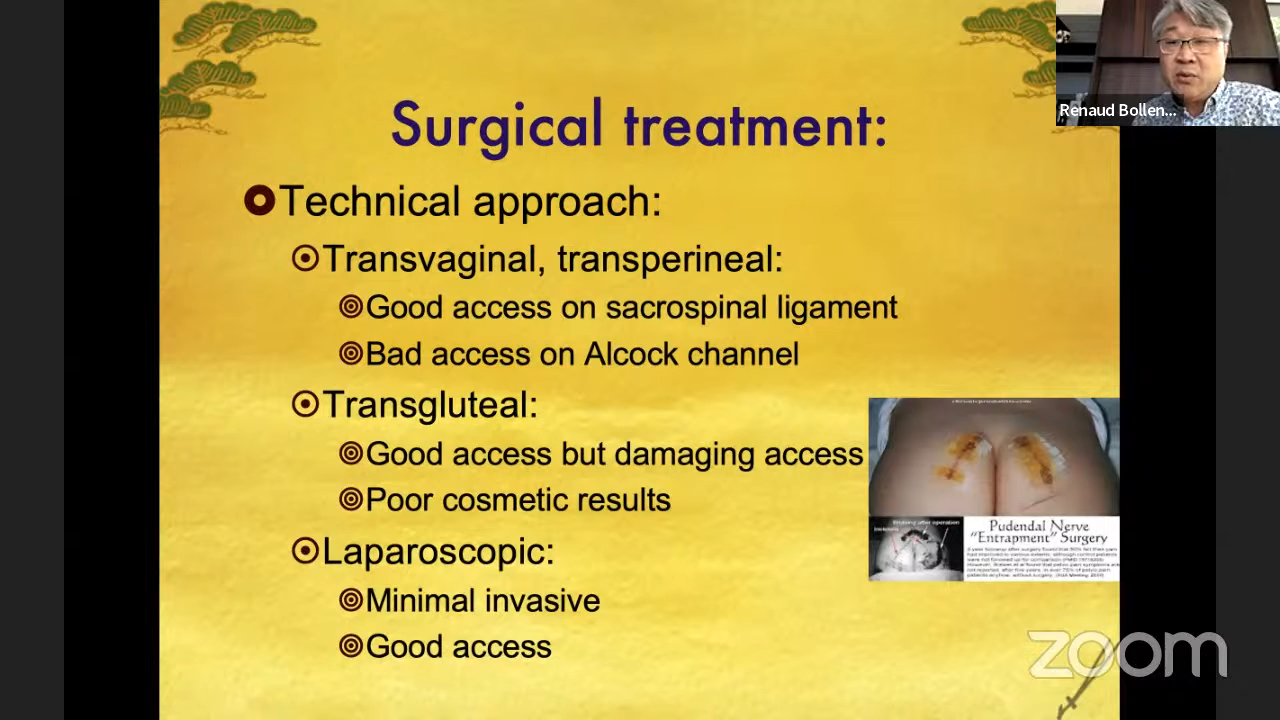 Renaud Bollen...
Surgical treatment:
Technical approach:
Transvaginal, transperineal:
Good access on sacrospinal ligament
Bad access on Alcock channel
Transgluteal:
Good access but damaging access
Poor cosmetic results
Laparoscopic:
Minimal invasive
Good access
Pudendal Nerve
"Entrapment" Surgery
zoom